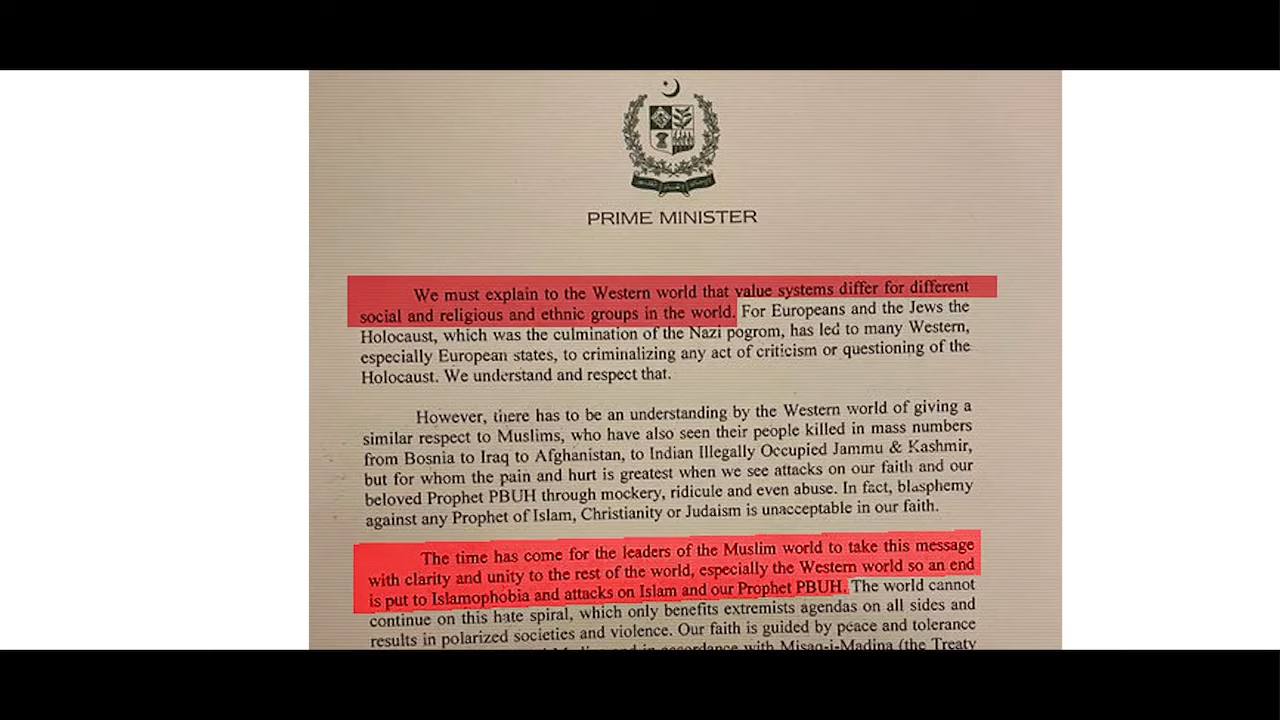 PRIME MINISTER
We must explain to the Western world that value systems differ for different
social and religious and ethnic groups in the world. For Europeans and the Jews the
Holocaust, which was the culmination of the Nazi pogrom, has led to many Western,
especially European states, to criminalizing any act of criticism or questioning of the
Holocaust. We understand and respect that.
However, there has to be an understanding by the Western world of giving a
similar respect to Muslims, who have also seen their people killed in mass numbers
from Bosnia to Iraq to Afghanistan, to Indian Illegally Occupied Jammu & Kashmir,
but for whom the pain and hurt is greatest when we see attacks on our faith and our
beloved Prophet PBUH through mockery, ridicule and even abuse. In fact, blasphemy
against any Prophet of Islam, Christianity or Judaism is unacceptable in our faith.
The time has come for the leaders of the Muslim world to take this message
with clarity and unity to the rest of the world, especially the Western world so an end
is put to Islamophobia and attacks on Islam and our Prophet PBUH. The world cannot
continue on this hate spiral, which only benefits extremists agendas on all sides and
results in polarized societies and violence. Our faith is guided by peace and tolerance
and in accordance with Misaq-i-Madina (the Treaty